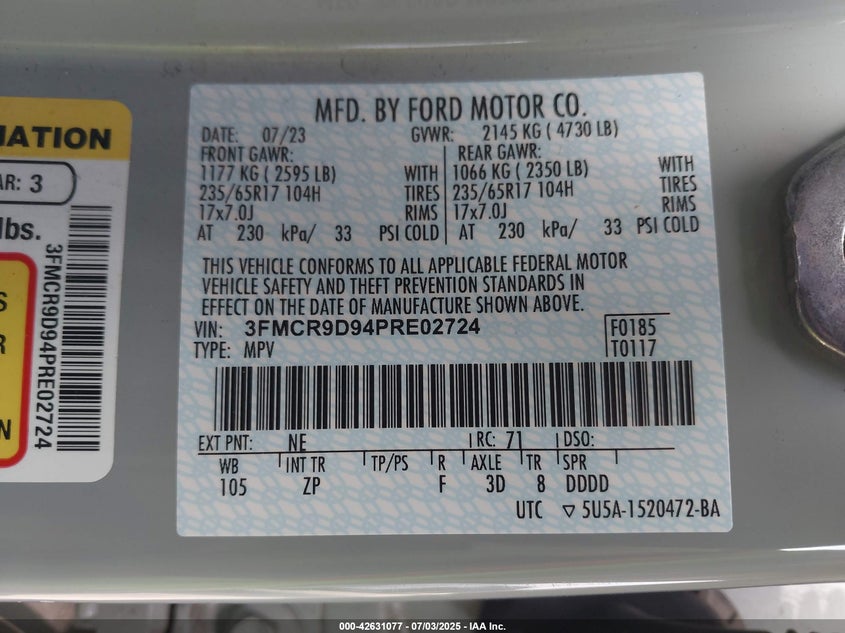 MATION
AR: 3
lbs.
S
R
N
3FMCR9D94PRE02724
MFD. BY FORD MOTOR CO.
DATE: 07/23 GVWR: 2145 KG ( 4730 LB)
FRONT GAWR: REAR GAWR:
1177 KG ( 2595 LB) WITH 1066 KG ( 2350 LB) WITH
235/65R17 104H TIRES 235/65R17 104H TIRES
17x7.0J RIMS 17x7.0J RIMS
AT 230 kPa/ 33 PSI COLD AT 230 kPa/ 33 PSI COLD
THIS VEHICLE CONFORMS TO ALL APPLICABLE FEDERAL MOTOR
VEHICLE SAFETY AND THEFT PREVENTION STANDARDS IN
EFFECT ON THE DATE OF MANUFACTURE SHOWN ABOVE.
VIN: 3FMCR9D94PRE02724 F0185
TYPE: MPV T0117
EXT PNT: NE RC: 71 DSO:
WB INT TR TP/PS R AXLE TR SPR
105 ZP F 3D 8 DDDD
UTC ▽ 5U5A-1520472-BA
000-42631077 - 07/03/2025 - IAA Inc.